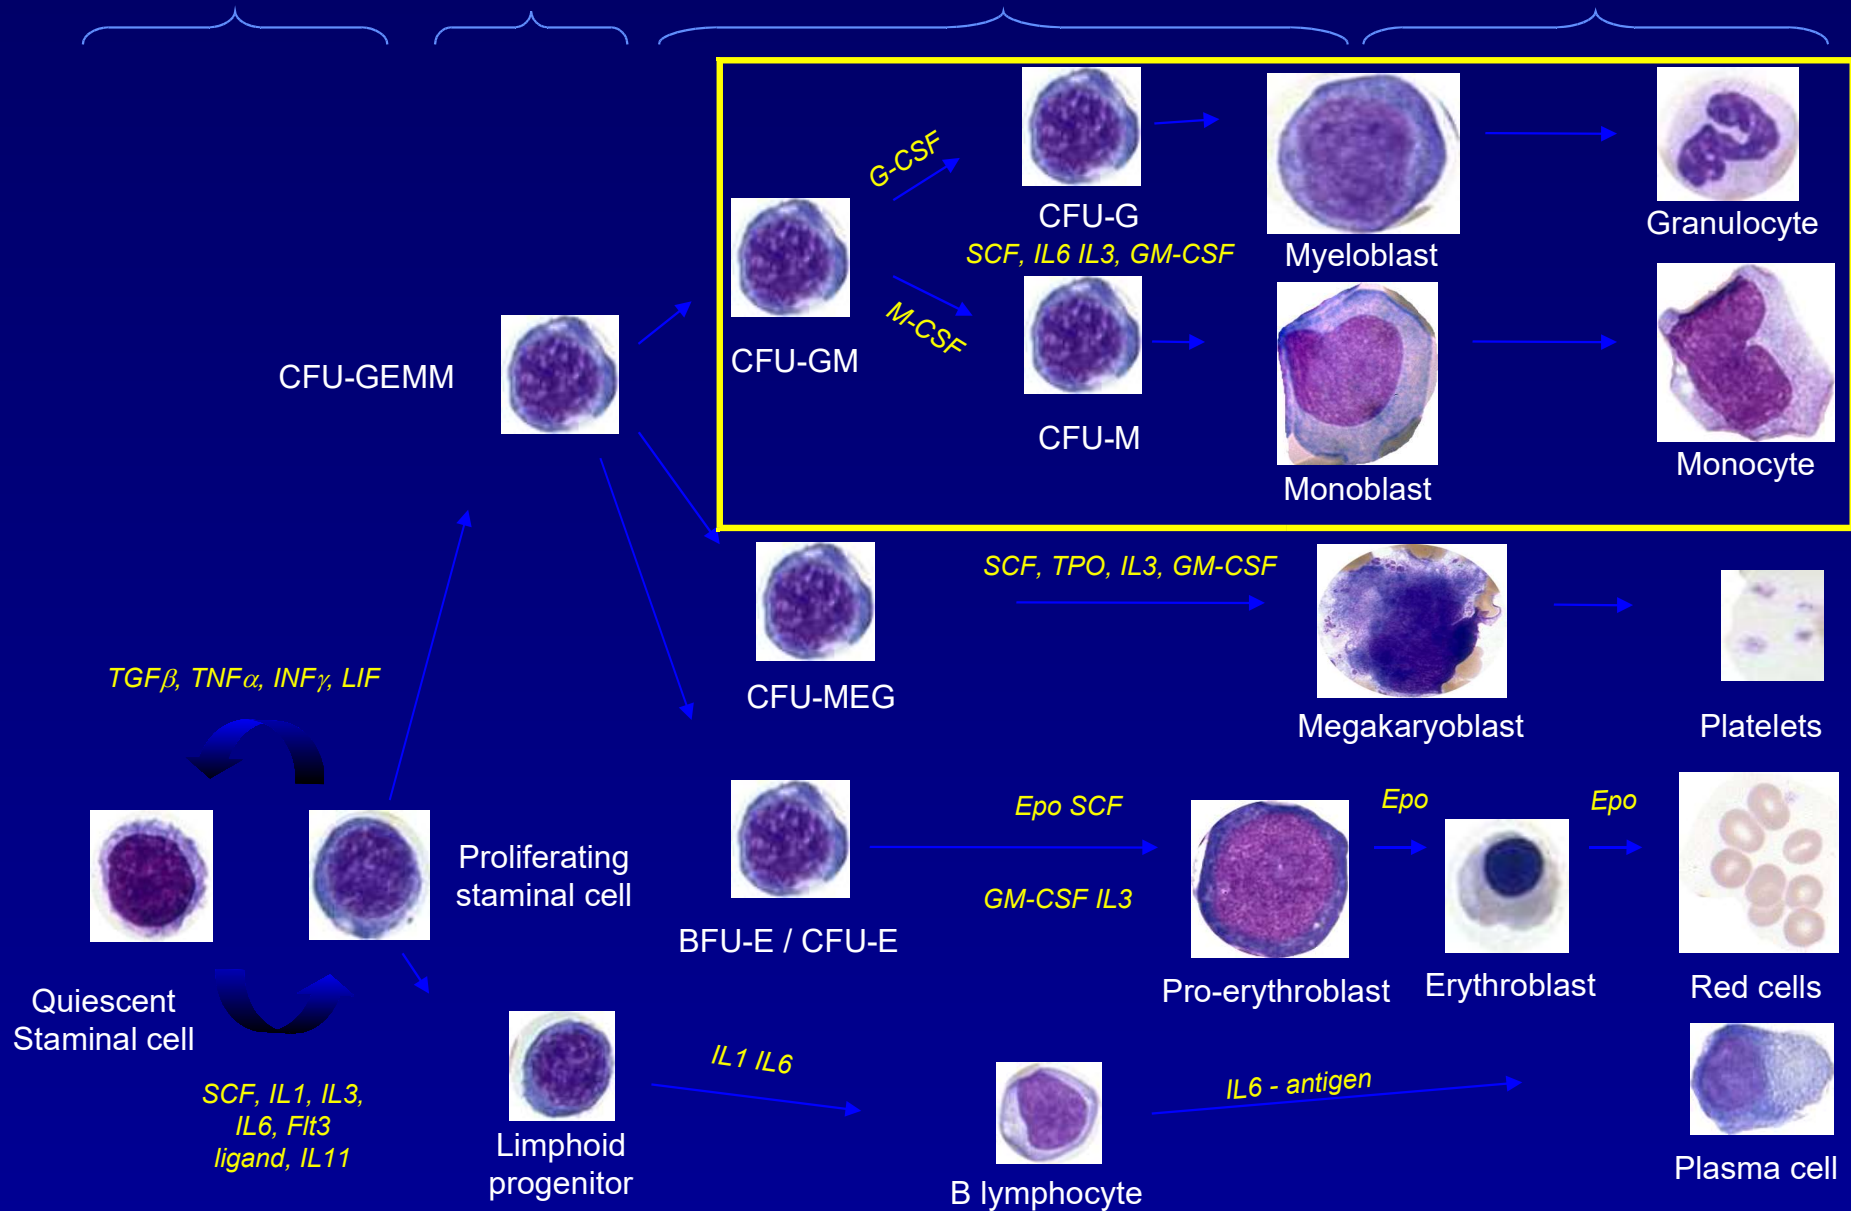 G-CSF
CFU-G
SCF, IL6 IL3, GM-CSF
Myeloblast
Granulocyte
M-CSF
CFU-GM
CFU-GEMM
CFU-M
Monoblast
Monocyte
SCF, TPO, IL3, GM-CSF
TGFβ, TNFα, INFγ, LIF
CFU-MEG
Megakaryoblast
Platelets
Epo SCF
Epo
Epo
Proliferating
staminal cell
GM-CSF IL3
BFU-E / CFU-E
Pro-erythroblast
Erythroblast
Red cells
Quiescent
Staminal cell
IL1 IL6
IL6 - antigen
SCF, IL1, IL3,
IL6, Flt3
ligand, IL11
Limphoid
progenitor
B lymphocyte
Plasma cell